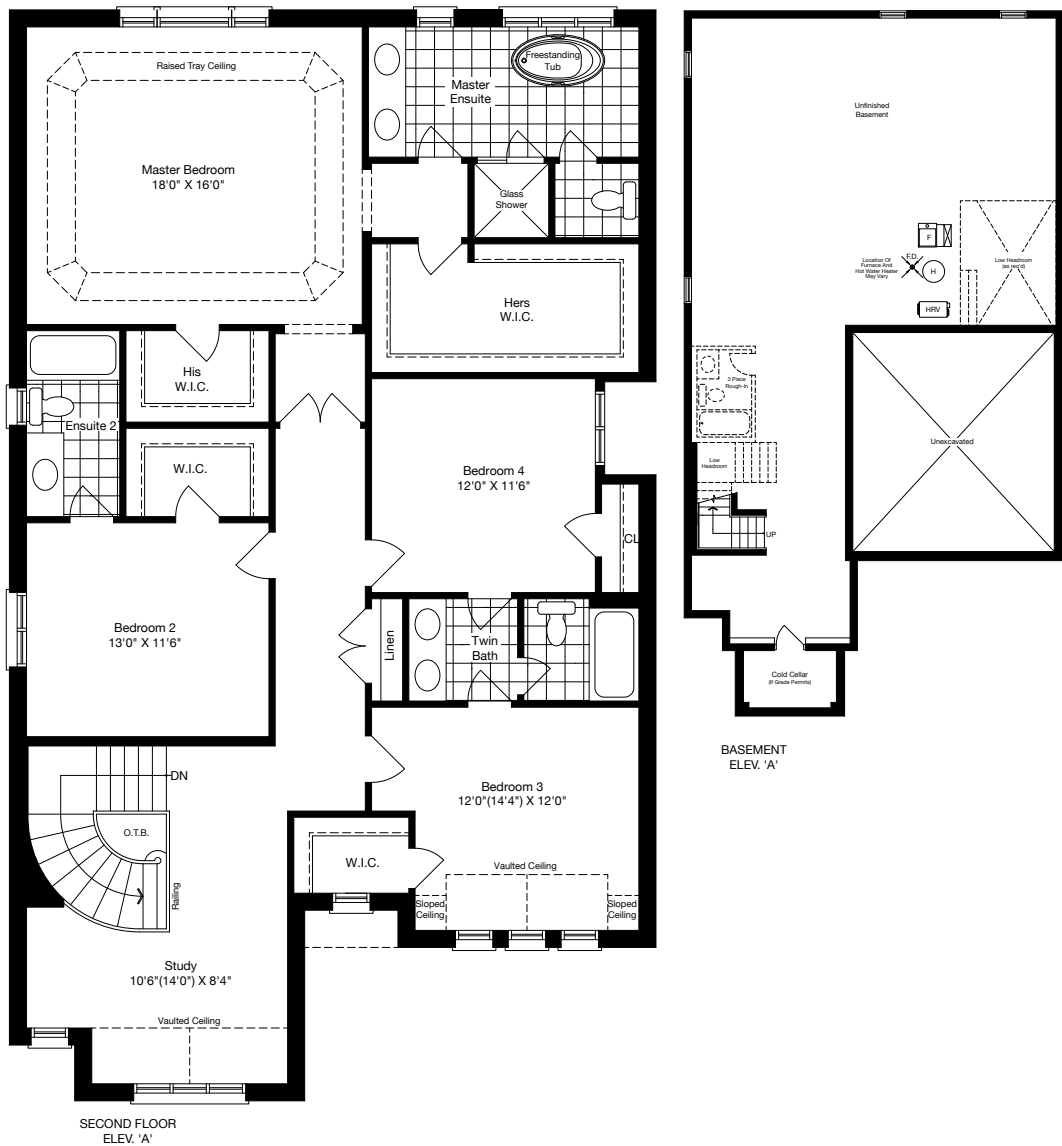 Raised Tray Ceiling
Master Bedroom
18'0" X 16'0"
Freestanding
Tub
Master
Ensuite
Glass
Shower
Hers
W.I.C.
His
W.I.C.
Ensuite 2
W.I.C.
Bedroom 4
12'0" X 11'6"
CL
Bedroom 2
13'0" X 11'6"
Linen
Twin
Bath
DN
O.T.B.
Railing
Bedroom 3
12'0"(14'4") X 12'0"
W.I.C.
Vaulted Ceiling
Sloped
Ceiling
Sloped
Ceiling
Study
10'6"(14'0") X 8'4"
Vaulted Ceiling
SECOND FLOOR
ELEV. 'A'
Unfinished
Basement
F
F.D.
H
Location Of
Furnace And
Hot Water Heater
May Vary
HRV
Low Headroom
(as req'd)
3 Piece
Rough-In
Low
Headroom
UP
Unexcavated
Cold Cellar
(If Grade Permits)
BASEMENT
ELEV. 'A'